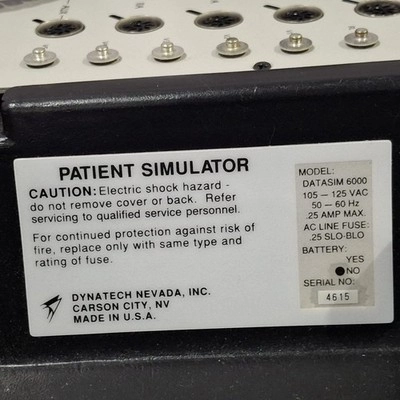 PATIENT SIMULATOR
CAUTION: Electric shock hazard -
do not remove cover or back. Refer
servicing to qualified service personnel.
For continued protection against risk of
fire, replace only with same type and
rating of fuse.
DYNATECH NEVADA, INC.
CARSON CITY, NV
MADE IN U.S.A.
MODEL:
DATASIM 6000
105 - 125 VAC
50 - 60 Hz
.25 AMP MAX.
AC LINE FUSE:
.25 SLO-BLO
BATTERY:
YES
NO
SERIAL NO:
4615